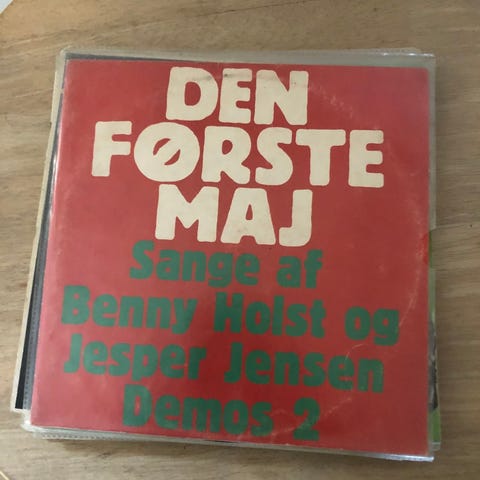 DEN
FØRSTE
MAJ
Sange af
Benny Holst og
Jesper Jensen
Demos 2